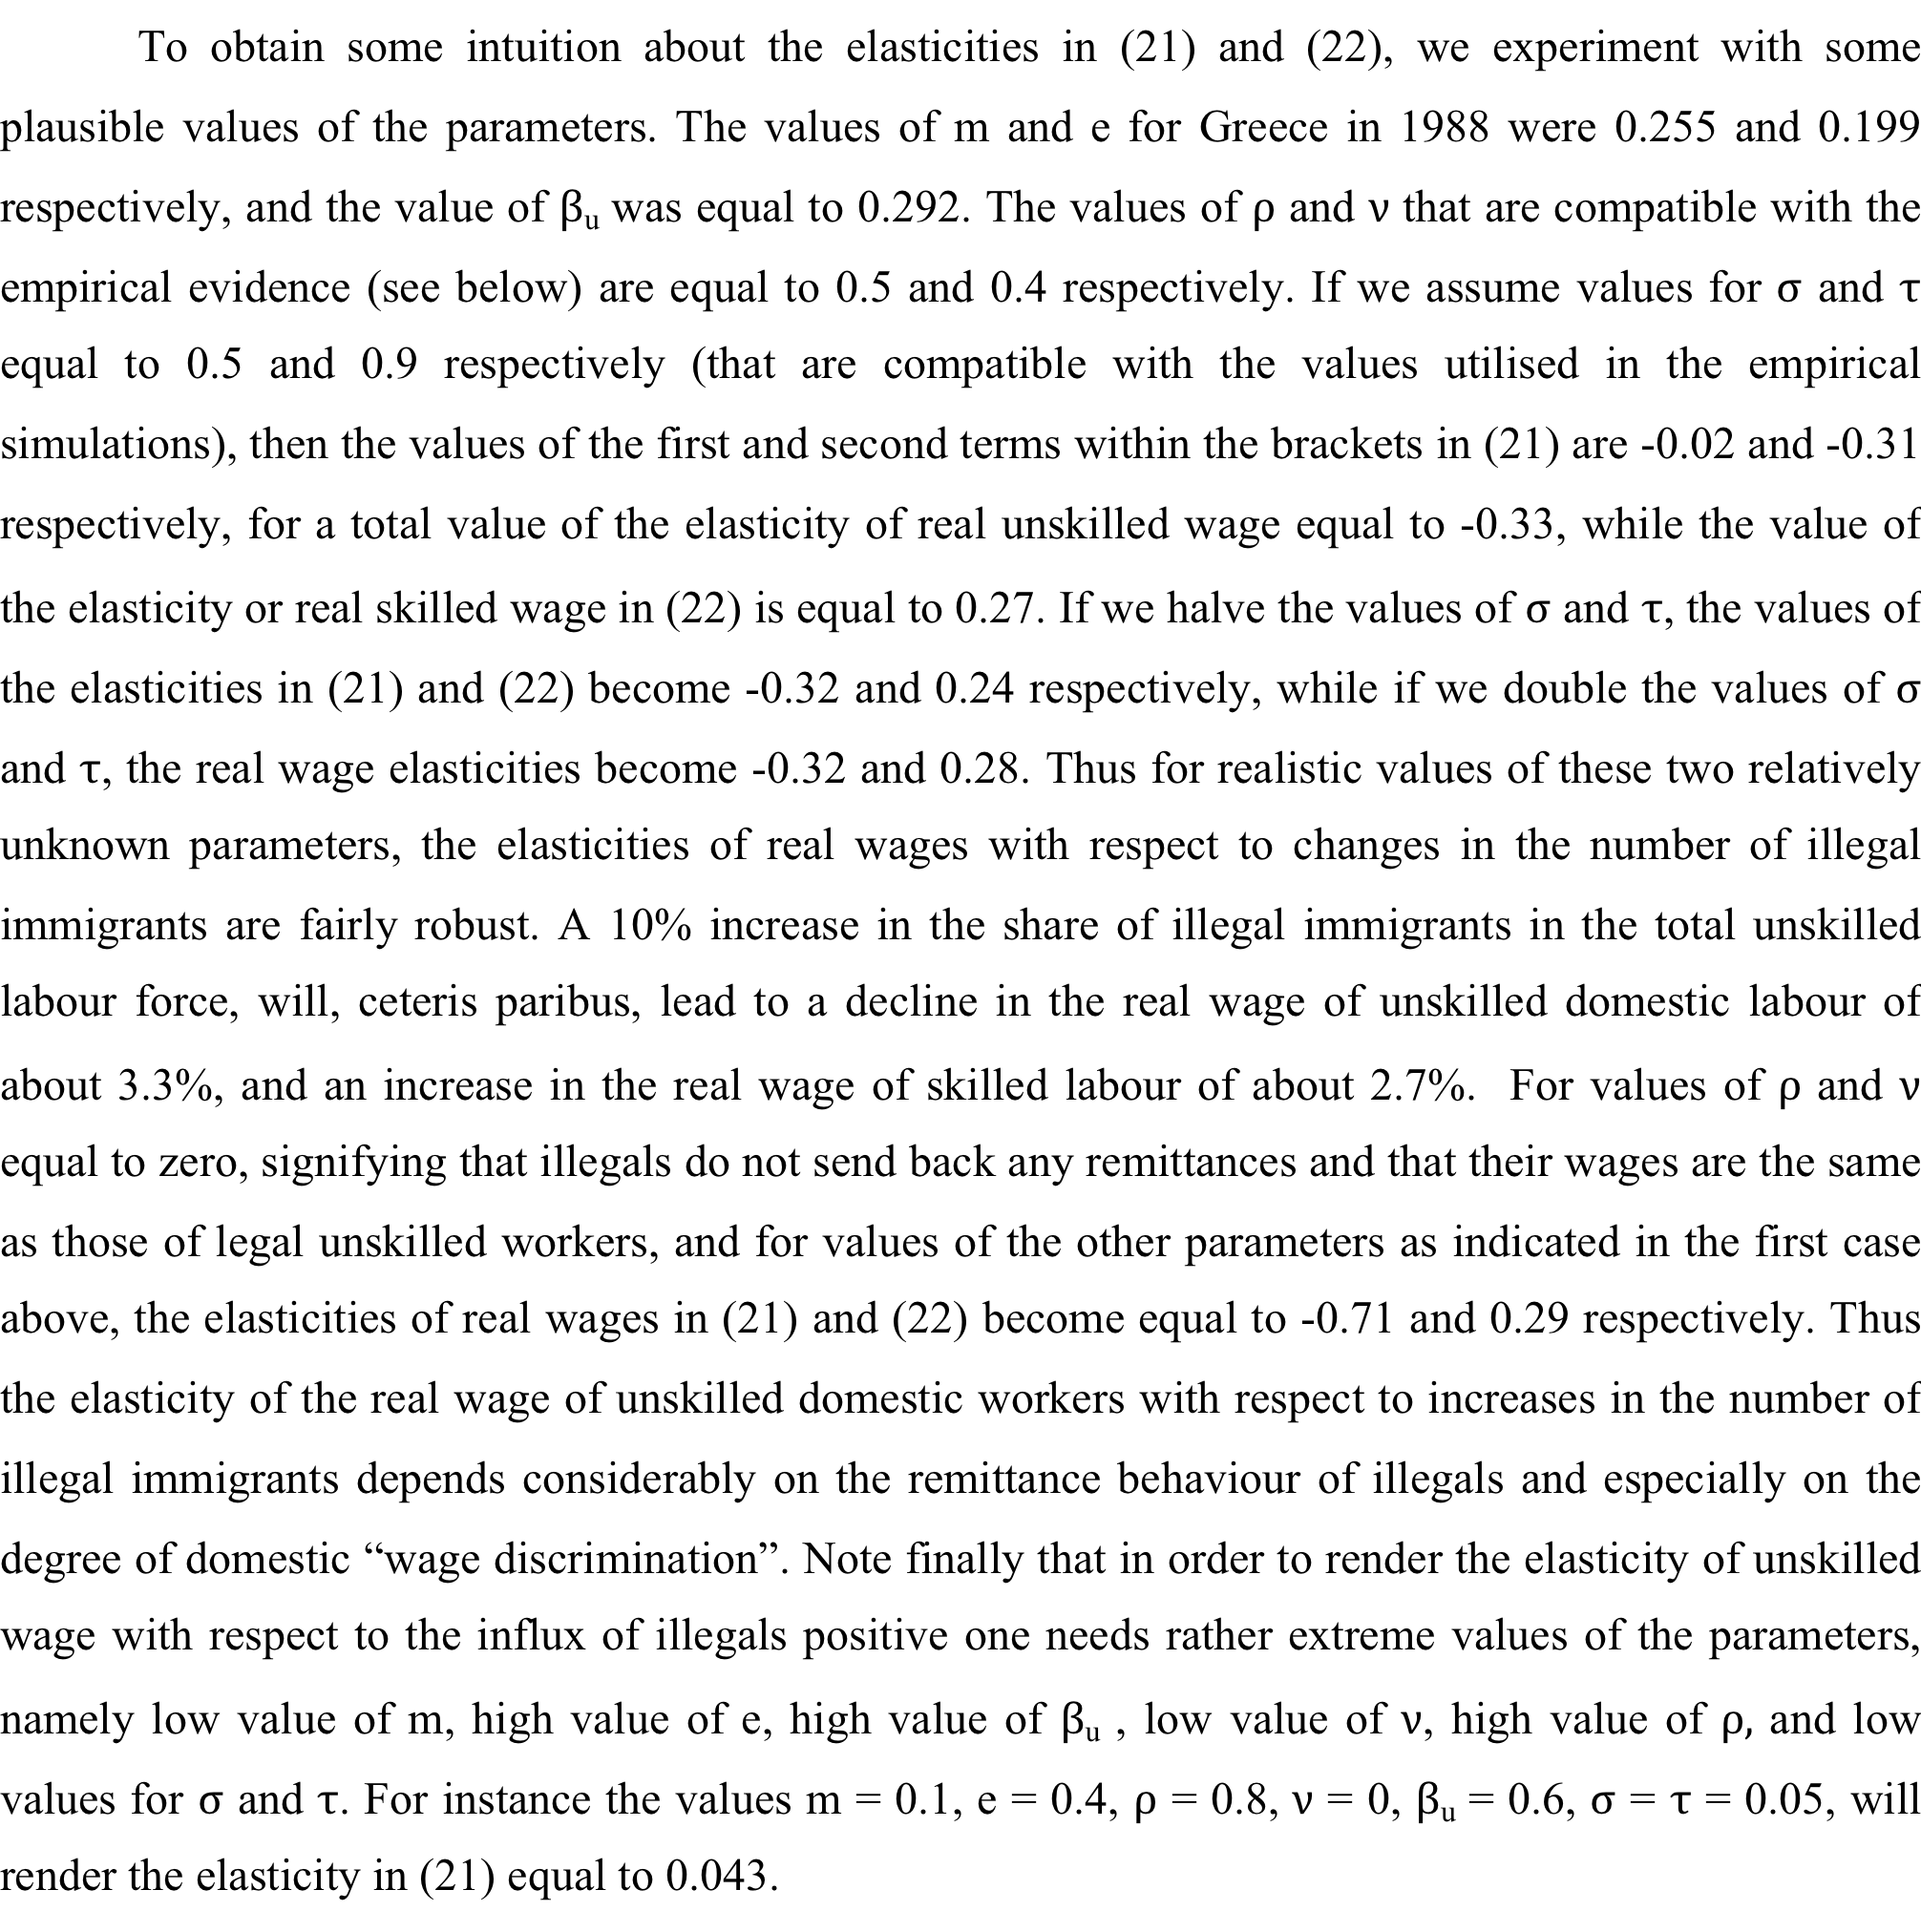 To obtain some intuition about the elasticities in (21) and (22), we experiment with some
plausible values of the parameters. The values of m and e for Greece in 1988 were 0.255 and 0.199
respectively, and the value of βu was equal to 0.292. The values of ρ and ν that are compatible with the
empirical evidence (see below) are equal to 0.5 and 0.4 respectively. If we assume values for σ and τ
equal to 0.5 and 0.9 respectively (that are compatible with the values utilised in the empirical
simulations), then the values of the first and second terms within the brackets in (21) are -0.02 and -0.31
respectively, for a total value of the elasticity of real unskilled wage equal to -0.33, while the value of
the elasticity or real skilled wage in (22) is equal to 0.27. If we halve the values of σ and τ, the values of
the elasticities in (21) and (22) become -0.32 and 0.24 respectively, while if we double the values of σ
and τ, the real wage elasticities become -0.32 and 0.28. Thus for realistic values of these two relatively
unknown parameters, the elasticities of real wages with respect to changes in the number of illegal
immigrants are fairly robust. A 10% increase in the share of illegal immigrants in the total unskilled
labour force, will, ceteris paribus, lead to a decline in the real wage of unskilled domestic labour of
about 3.3%, and an increase in the real wage of skilled labour of about 2.7%. For values of ρ and ν
equal to zero, signifying that illegals do not send back any remittances and that their wages are the same
as those of legal unskilled workers, and for values of the other parameters as indicated in the first case
above, the elasticities of real wages in (21) and (22) become equal to -0.71 and 0.29 respectively. Thus
the elasticity of the real wage of unskilled domestic workers with respect to increases in the number of
illegal immigrants depends considerably on the remittance behaviour of illegals and especially on the
degree of domestic “wage discrimination”. Note finally that in order to render the elasticity of unskilled
wage with respect to the influx of illegals positive one needs rather extreme values of the parameters,
namely low value of m, high value of e, high value of βu , low value of ν, high value of ρ, and low
values for σ and τ. For instance the values m = 0.1, e = 0.4, ρ = 0.8, ν = 0, βu = 0.6, σ = τ = 0.05, will
render the elasticity in (21) equal to 0.043.